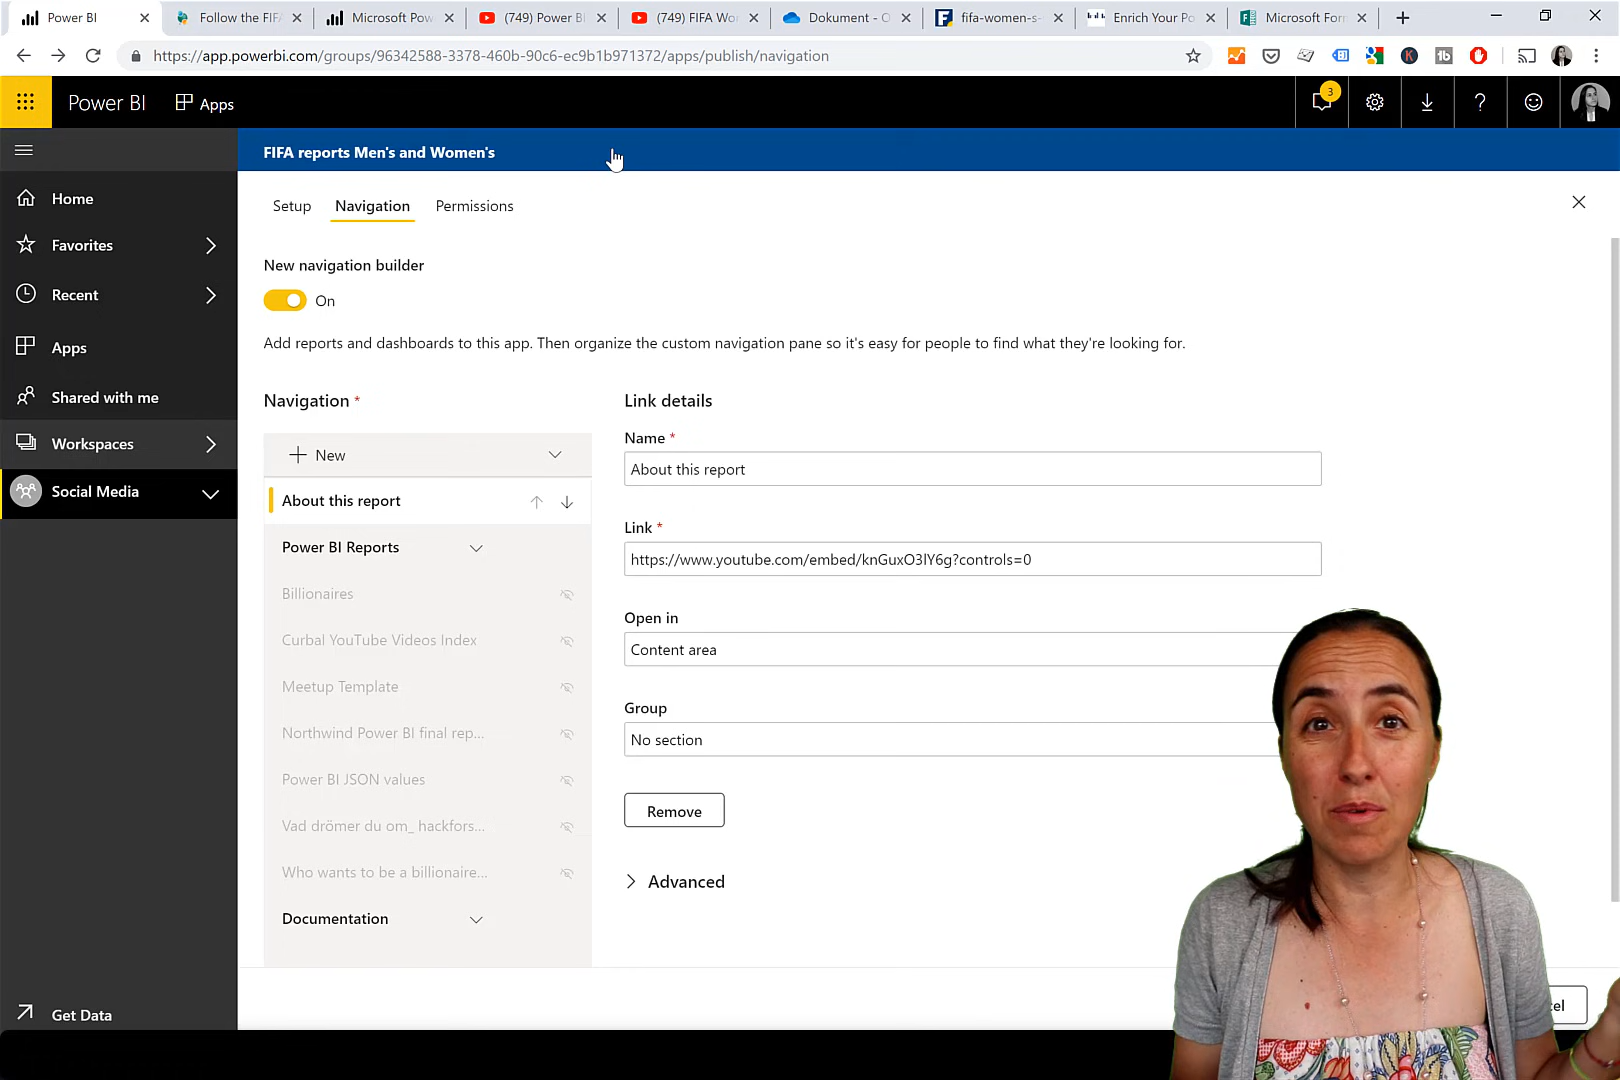 Power BI
Follow the FIF
Microsoft Pow
(749) Power B
(749) FIFA Wo
Dokument - O
fifa-women-s-
Enrich Your Po
Microsoft For
https://app.powerbi.com/groups/96342588-3378-460b-90c6-ec9b1b971372/apps/publish/navigation
Power BI
Apps
3
?
FIFA reports Men's and Women's
Home
Favorites
Recent
Apps
Shared with me
Workspaces
Social Media
Get Data
Setup
Navigation
Permissions
New navigation builder
On
Add reports and dashboards to this app. Then organize the custom navigation pane so it's easy for people to find what they're looking for.
Navigation *
New
About this report
Power BI Reports
Billionaires
Curbal YouTube Videos Index
Meetup Template
Northwind Power BI final rep...
Power BI JSON values
Vad drömer du om_ hackfors...
Who wants to be a billionaire...
Documentation
Link details
Name *
About this report
Link *
https://www.youtube.com/embed/knGuxO3lY6g?controls=0
Open in
Content area
Group
No section
Remove
Advanced
el